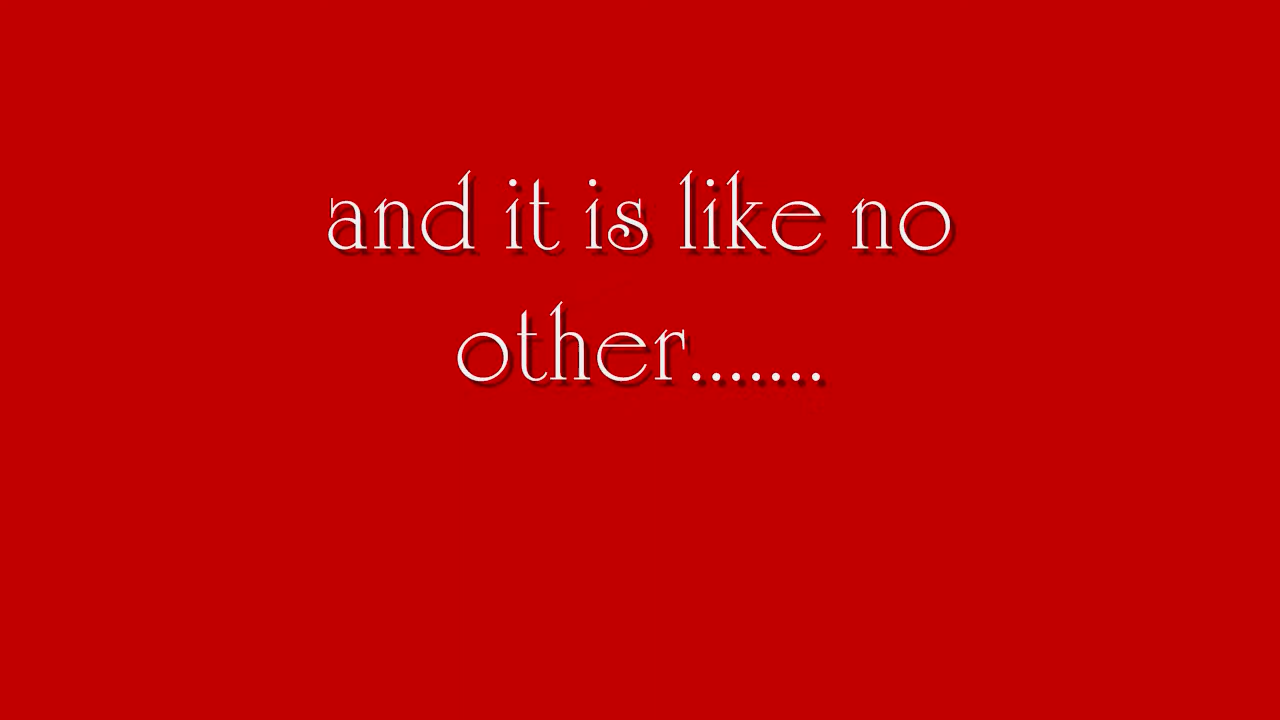 and it is like no
other.......